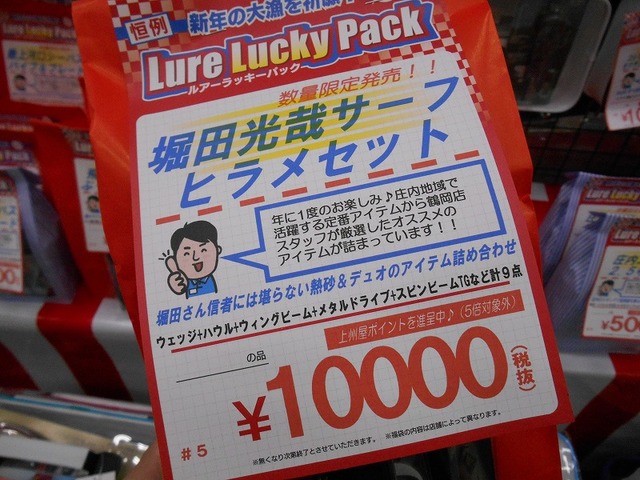 恒例
新年の大漁を祈願
Lure Lucky Pack
ルアーラッキーパック
数量限定発売!!
堀田光哉サーフ
ヒラメセット
年に1度のお楽しみ♪庄内地域で
活躍する定番アイテムから鶴岡店
スタッフが厳選したオススメの
アイテムが詰まっています!!
堀田さん信者には堪らない熱砂&デュオのアイテム詰め合わせ
ウェッジ+ハウル+ウィングビーム+メタルドライブ+スピンビームTGなど計9点
上州屋ポイントを進呈中♪(5倍対象外)
の品
¥10000
(税抜)
#5
※無くなり次第終了とさせていただきます。 ※福袋の内容は店舗によって異なります。